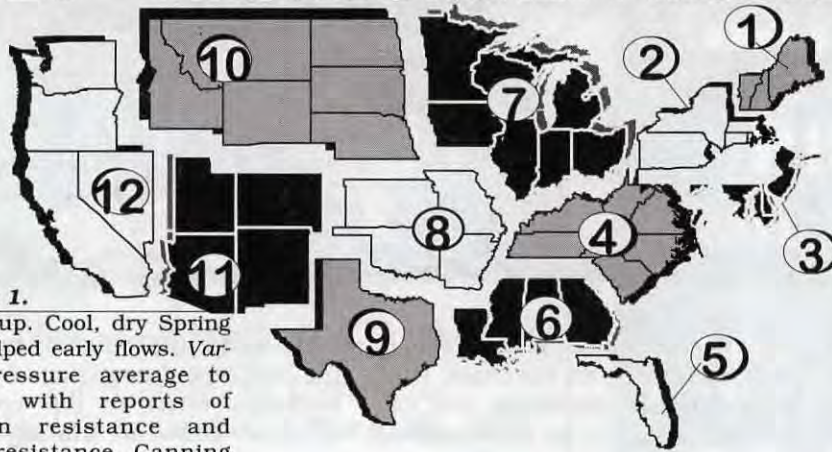 1
2
10
7
12
8
4
3
11
1.
up. Cool, dry Spring
lped early flows. Var-
ressure average to
with reports of
n resistance and
resistance. Canning
9
6
5